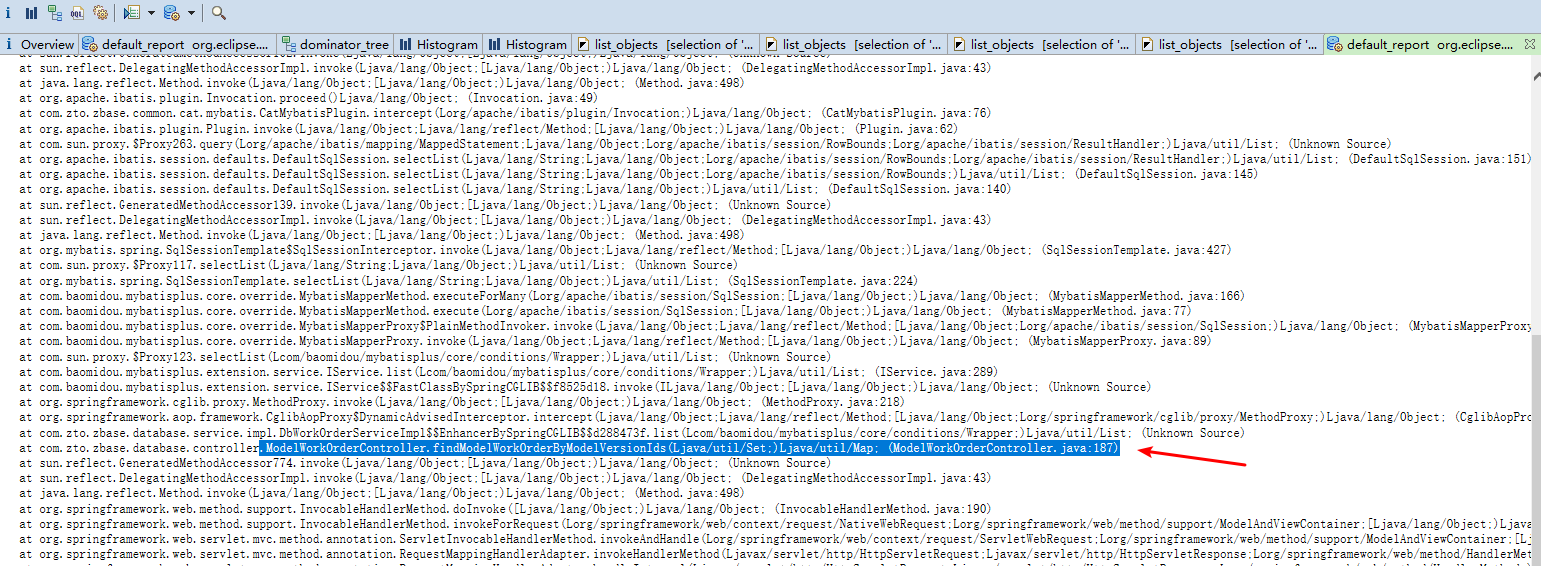 i Overview default_report org.eclipse.... dominator_tree Histogram Histogram list_objects [selection of '... list_objects [selection of '... list_objects [selection of '... list_objects [selection of '... default_report org.eclipse....
at sun.reflect.DelegatingMethodAccessorImpl.invoke(Ljava/lang/Object;[Ljava/lang/Object;)Ljava/lang/Object; (DelegatingMethodAccessorImpl.java:43)
at java.lang.reflect.Method.invoke(Ljava/lang/Object;[Ljava/lang/Object;)Ljava/lang/Object; (Method.java:498)
at org.apache.ibatis.plugin.Invocation.proceed()Ljava/lang/Object; (Invocation.java:49)
at com.zto.zbase.common.cat.mybatis.CatMybatisPlugin.intercept(Lorg/apache/ibatis/plugin/Invocation;)Ljava/lang/Object; (CatMybatisPlugin.java:76)
at org.apache.ibatis.plugin.Plugin.invoke(Ljava/lang/Object;Ljava/lang/reflect/Method;[Ljava/lang/Object;)Ljava/lang/Object; (Plugin.java:62)
at com.sun.proxy.$Proxy263.query(Lorg/apache/ibatis/mapping/MappedStatement;Ljava/lang/Object;Lorg/apache/ibatis/session/RowBounds;Lorg/apache/ibatis/session/ResultHandler;)Ljava/util/List; (Unknown Source)
at org.apache.ibatis.session.defaults.DefaultSqlSession.selectList(Ljava/lang/String;Ljava/lang/Object;Lorg/apache/ibatis/session/RowBounds;Lorg/apache/ibatis/session/ResultHandler;)Ljava/util/List; (DefaultSqlSession.java:151)
at org.apache.ibatis.session.defaults.DefaultSqlSession.selectList(Ljava/lang/String;Ljava/lang/Object;Lorg/apache/ibatis/session/RowBounds;)Ljava/util/List; (DefaultSqlSession.java:145)
at org.apache.ibatis.session.defaults.DefaultSqlSession.selectList(Ljava/lang/String;Ljava/lang/Object;)Ljava/util/List; (DefaultSqlSession.java:140)
at sun.reflect.GeneratedMethodAccessor139.invoke(Ljava/lang/Object;[Ljava/lang/Object;)Ljava/lang/Object; (Unknown Source)
at sun.reflect.DelegatingMethodAccessorImpl.invoke(Ljava/lang/Object;[Ljava/lang/Object;)Ljava/lang/Object; (DelegatingMethodAccessorImpl.java:43)
at java.lang.reflect.Method.invoke(Ljava/lang/Object;[Ljava/lang/Object;)Ljava/lang/Object; (Method.java:498)
at org.mybatis.spring.SqlSessionTemplate$SqlSessionInterceptor.invoke(Ljava/lang/Object;Ljava/lang/reflect/Method;[Ljava/lang/Object;)Ljava/lang/Object; (SqlSessionTemplate.java:427)
at com.sun.proxy.$Proxy117.selectList(Ljava/lang/String;Ljava/lang/Object;)Ljava/util/List; (Unknown Source)
at org.mybatis.spring.SqlSessionTemplate.selectList(Ljava/lang/String;Ljava/lang/Object;)Ljava/util/List; (SqlSessionTemplate.java:224)
at com.baomidou.mybatisplus.core.override.MybatisMapperMethod.executeForMany(Lorg/apache/ibatis/session/SqlSession;[Ljava/lang/Object;)Ljava/lang/Object; (MybatisMapperMethod.java:166)
at com.baomidou.mybatisplus.core.override.MybatisMapperMethod.execute(Lorg/apache/ibatis/session/SqlSession;[Ljava/lang/Object;)Ljava/lang/Object; (MybatisMapperMethod.java:77)
at com.baomidou.mybatisplus.core.override.MybatisMapperProxy$PlainMethodInvoker.invoke(Ljava/lang/Object;Ljava/lang/reflect/Method;[Ljava/lang/Object;Lorg/apache/ibatis/session/SqlSession;)Ljava/lang/Object; (MybatisMapperProxy
at com.baomidou.mybatisplus.core.override.MybatisMapperProxy.invoke(Ljava/lang/Object;Ljava/lang/reflect/Method;[Ljava/lang/Object;)Ljava/lang/Object; (MybatisMapperProxy.java:89)
at com.sun.proxy.$Proxy123.selectList(Lcom/baomidou/mybatisplus/core/conditions/Wrapper;)Ljava/util/List; (Unknown Source)
at com.baomidou.mybatisplus.extension.service.IService.list(Lcom/baomidou/mybatisplus/core/conditions/Wrapper;)Ljava/util/List; (IService.java:289)
at com.baomidou.mybatisplus.extension.service.IService$$FastClassBySpringCGLIB$$f8525d18.invoke(ILjava/lang/Object;[Ljava/lang/Object;)Ljava/lang/Object; (Unknown Source)
at org.springframework.cglib.proxy.MethodProxy.invoke(Ljava/lang/Object;[Ljava/lang/Object;)Ljava/lang/Object; (MethodProxy.java:218)
at org.springframework.aop.framework.CglibAopProxy$DynamicAdvisedInterceptor.intercept(Ljava/lang/Object;Ljava/lang/reflect/Method;[Ljava/lang/Object;Lorg/springframework/cglib/proxy/MethodProxy;)Ljava/lang/Object; (CglibAopPro
at com.zto.zbase.database.service.impl.DbWorkOrderServiceImpl$$EnhancerBySpringCGLIB$$d288473f.list(Lcom/baomidou/mybatisplus/core/conditions/Wrapper;)Ljava/util/List; (Unknown Source)
at com.zto.zbase.database.controller.ModelWorkOrderController.findModelWorkOrderByModelVersionIds(Ljava/util/Set;)Ljava/util/Map; (ModelWorkOrderController.java:187)
at sun.reflect.GeneratedMethodAccessor774.invoke(Ljava/lang/Object;[Ljava/lang/Object;)Ljava/lang/Object; (Unknown Source)
at sun.reflect.DelegatingMethodAccessorImpl.invoke(Ljava/lang/Object;[Ljava/lang/Object;)Ljava/lang/Object; (DelegatingMethodAccessorImpl.java:43)
at java.lang.reflect.Method.invoke(Ljava/lang/Object;[Ljava/lang/Object;)Ljava/lang/Object; (Method.java:498)
at org.springframework.web.method.support.InvocableHandlerMethod.doInvoke([Ljava/lang/Object;)Ljava/lang/Object; (InvocableHandlerMethod.java:190)
at org.springframework.web.method.support.InvocableHandlerMethod.invokeForRequest(Lorg/springframework/web/context/request/NativeWebRequest;Lorg/springframework/web/method/support/ModelAndViewContainer;[Ljava/lang/Object;)Ljava
at org.springframework.web.servlet.mvc.method.annotation.ServletInvocableHandlerMethod.invokeAndHandle(Lorg/springframework/web/context/request/ServletWebRequest;Lorg/springframework/web/method/support/ModelAndViewContainer;[L
at org.springframework.web.servlet.mvc.method.annotation.RequestMappingHandlerAdapter.invokeHandlerMethod(Ljavax/servlet/http/HttpServletRequest;Ljavax/servlet/http/HttpServletResponse;Lorg/springframework/web/method/HandlerMet